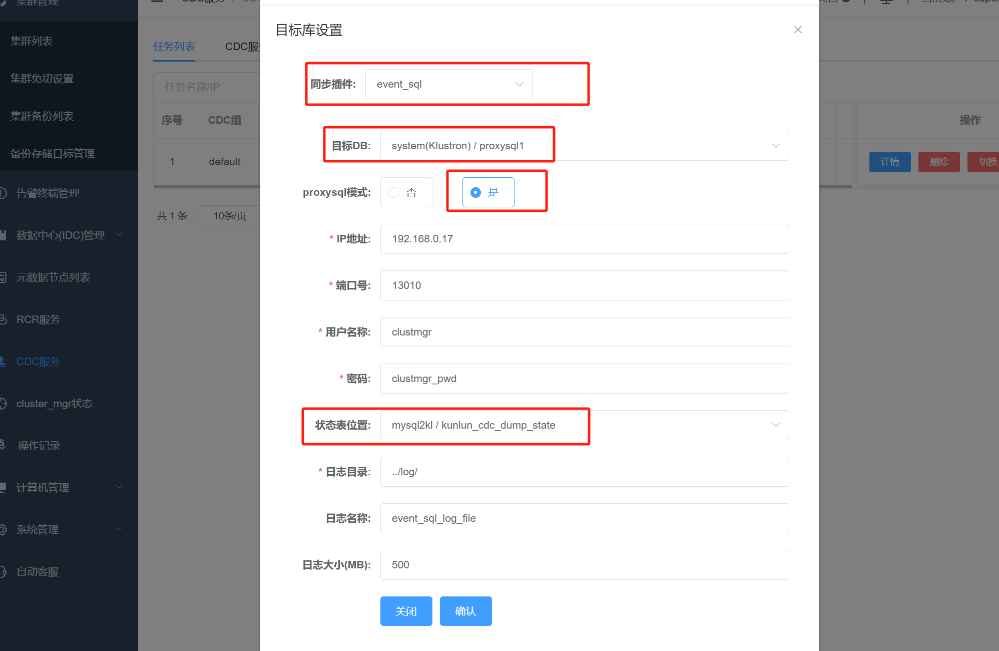 集群管理
集群列表
集群免切设置
集群备份列表
备份存储目标管理
告警终端管理
数据中心(IDC)管理
元数据节点列表
RCR服务
CDC服务
cluster_mgr状态
操作记录
计算机管理
系统管理
自动客服
CDC服务 /
任务列表
CDC服务
任务名称/IP
序号
CDC组
操作
1
default
详情
删除
切换
共 1 条
10条/页
目标库设置
同步插件:
event_sql
目标DB:
system(Klustron) / proxysql1
proxysql模式:
否
是
* IP地址:
192.168.0.17
* 端口号:
13010
* 用户名称:
clustmgr
* 密码:
clustmgr_pwd
状态表位置:
mysql2kl / kunlun_cdc_dump_state
* 日志目录:
../log/
日志名称:
event_sql_log_file
日志大小(MB):
500
关闭
确认